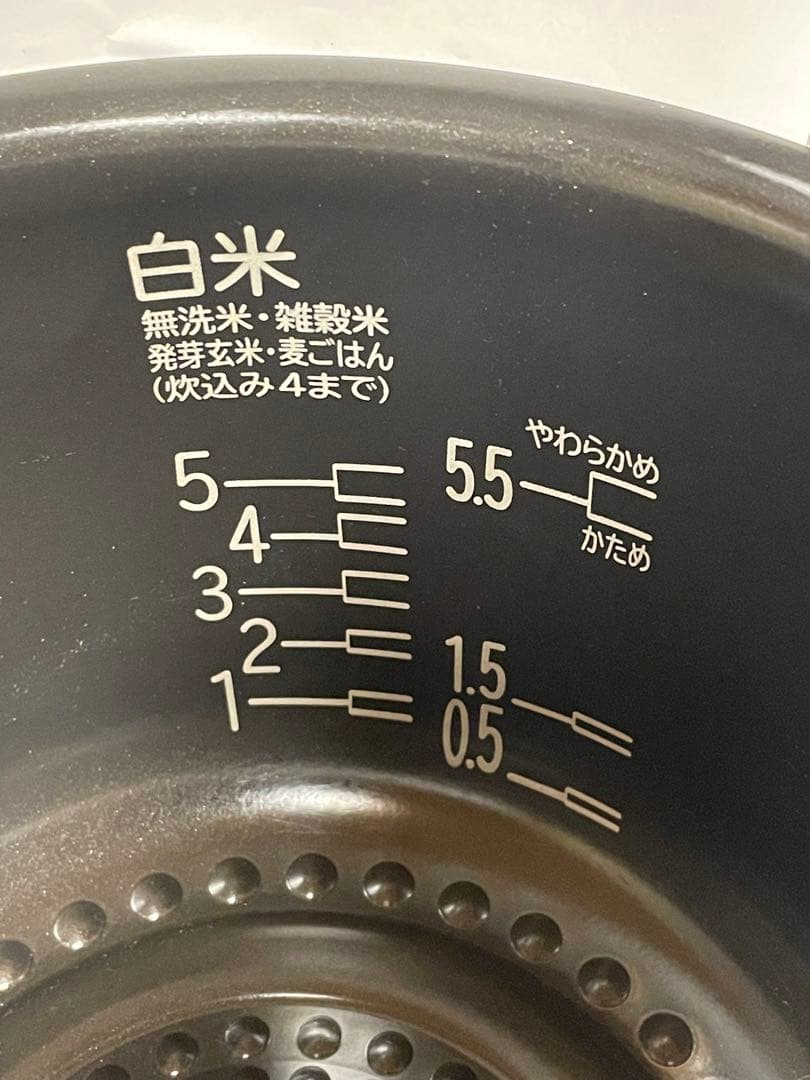 白米
無洗米・雑穀米
発芽玄米・麦ごはん
(炊込み4まで)
5
4
3
2
1
やわらかめ
5.5
かため
1.5
0.5